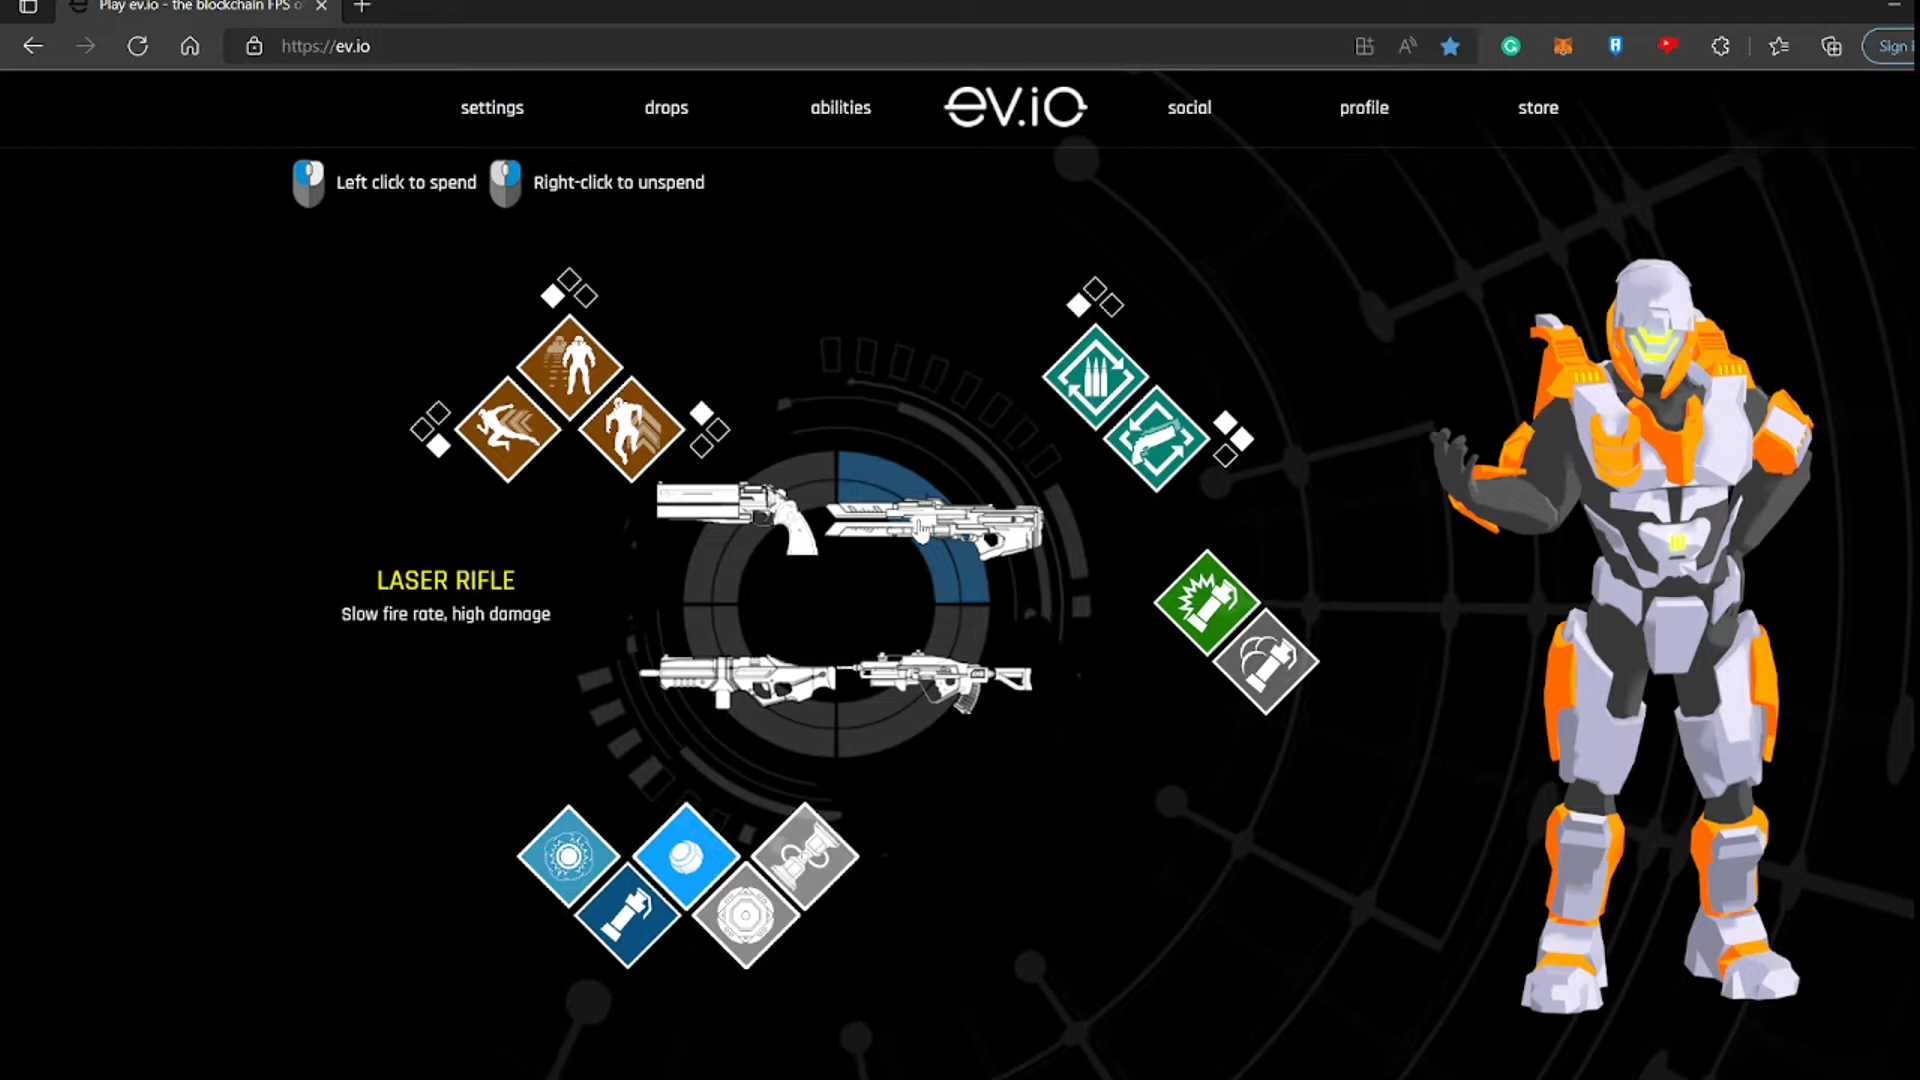 Play ev.io - the blockchain FPS o
https://ev.io
Sign
settings
drops
abilities
ev.io
social
profile
store
Left click to spend
Right-click to unspend
LASER RIFLE
Slow fire rate, high damage